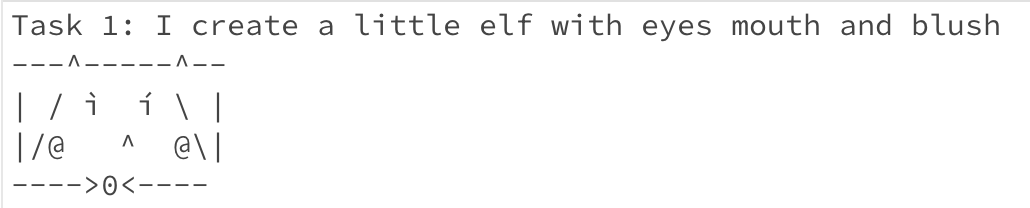 Task 1: I create a little elf with eyes mouth and blush
---^-----^--
| / ì  í \ |
|/@   ^  @\|
---->0<----